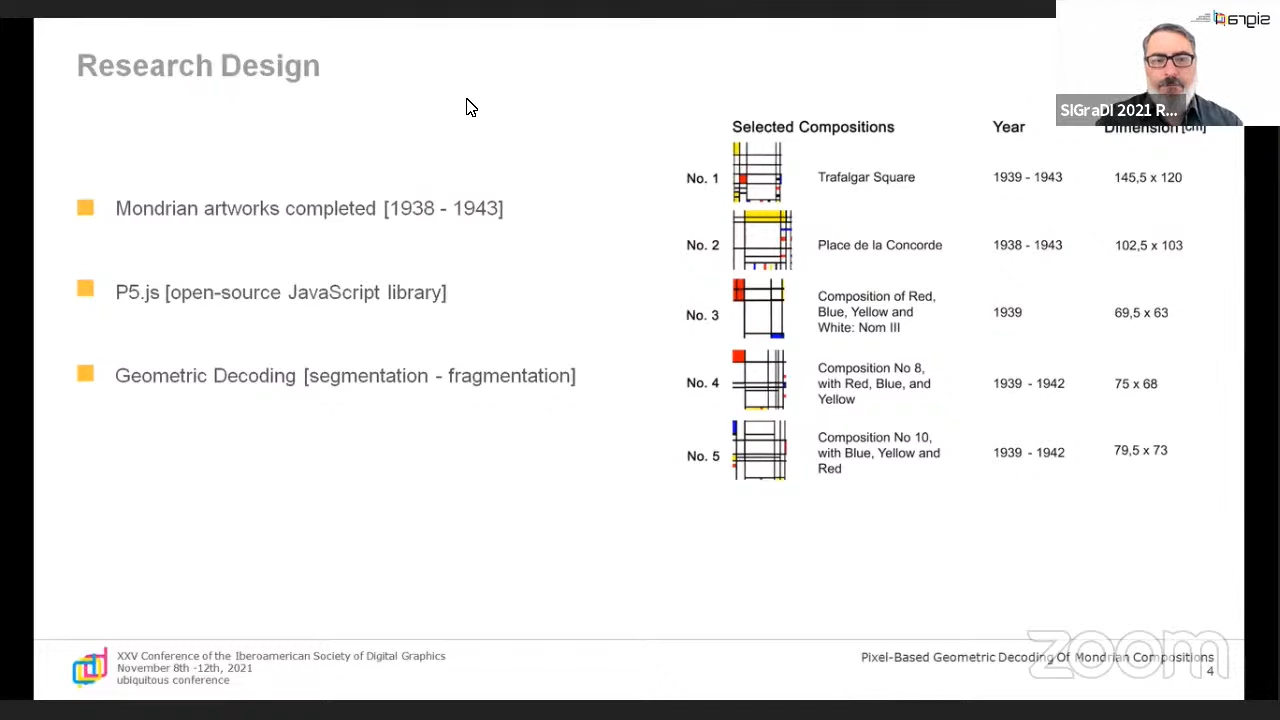 SIGraDi
SIGraDI 2021 R...
Research Design
Mondrian artworks completed [1938 - 1943]
P5.js [open-source JavaScript library]
Geometric Decoding [segmentation - fragmentation]
Selected Compositions Year Dimension [cm]
No. 1 Trafalgar Square 1939 - 1943 145,5 x 120
No. 2 Place de la Concorde 1938 - 1943 102,5 x 103
No. 3 Composition of Red,
Blue, Yellow and
White: Nom III 1939 69,5 x 63
No. 4 Composition No 8,
with Red, Blue, and
Yellow 1939 - 1942 75 x 68
No. 5 Composition No 10,
with Blue, Yellow and
Red 1939 - 1942 79,5 x 73
XXV Conference of the Iberoamerican Society of Digital Graphics
November 8th -12th, 2021
ubiquitous conference
Pixel-Based Geometric Decoding Of Mondrian Compositions
4
zoom